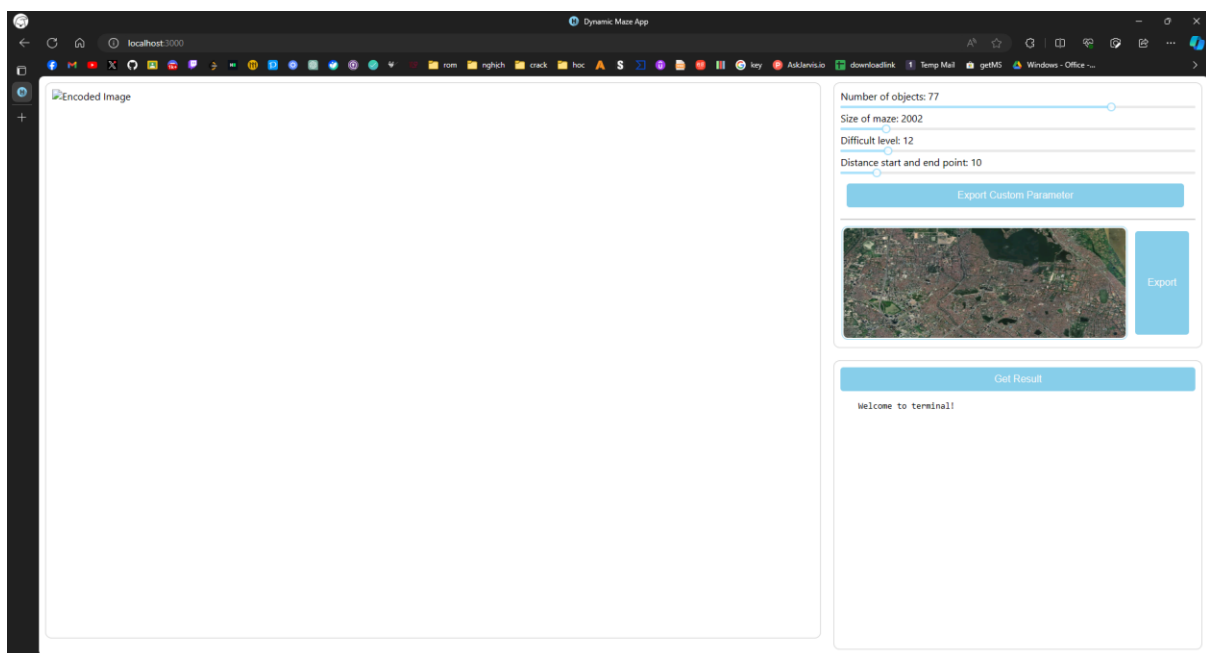 Dynamic Maze App
localhost:3000
rom nghịch crack hoc key AskJarvis.io downloadlink Temp Mail getMS Windows - Office -...
Encoded Image
Number of objects: 77
Size of maze: 2002
Difficult level: 12
Distance start and end point: 10
Export Custom Parameter
Export
Get Result
Welcome to terminal!